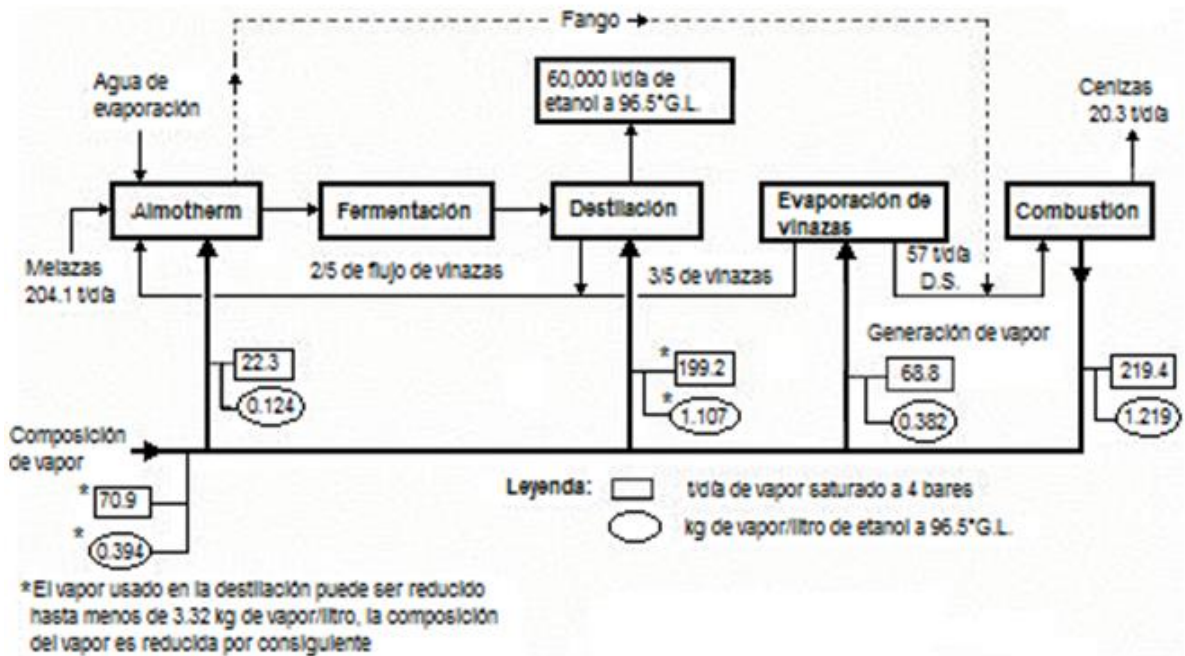 Fango
Agua de
evaporación
60,000 l/día de
etanol a 96.5°G.L.
Cenizas
20.3 t/día
Almotherm
Fermentación
Destilación
Evaporación de
vinazas
Combustión
Melazas
204.1 t/día
2/5 de flujo de vinazas
3/5 de vinazas
57 t/día
D.S.
Generación de vapor
22.3
0.124
*
199.2
*
1.107
68.8
0.382
219.4
1.219
Composición
de vapor
*
70.9
*
0.394
Leyenda:
t/día de vapor saturado a 4 bares
kg de vapor/litro de etanol a 96.5°G.L.
*El vapor usado en la destilación puede ser reducido
hasta menos de 3.32 kg de vapor/litro, la composición
del vapor es reducida por consiguiente